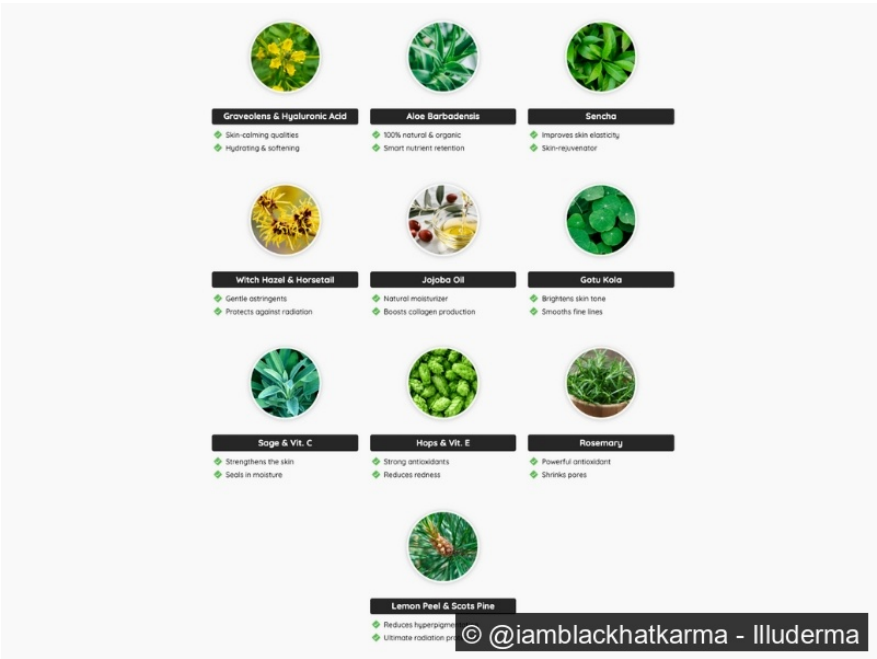 Graveolens & Hyaluronic Acid
Skin-calming qualities
Hydrating & softening
Aloe Barbadensis
100% natural & organic
Smart nutrient retention
Sencha
Improves skin elasticity
Skin-rejuvenator
Witch Hazel & Horsetail
Gentle astringents
Protects against radiation
Jojoba Oil
Natural moisturizer
Boosts collagen production
Gotu Kola
Brightens skin tone
Smooths fine lines
Sage & Vit. C
Strengthens the skin
Seals in moisture
Hops & Vit. E
Strong antioxidants
Reduces redness
Rosemary
Powerful antioxidant
Shrinks pores
Lemon Peel & Scots Pine
Reduces
Ultimate radiation
© @iamblackhatkarma - Illuderma